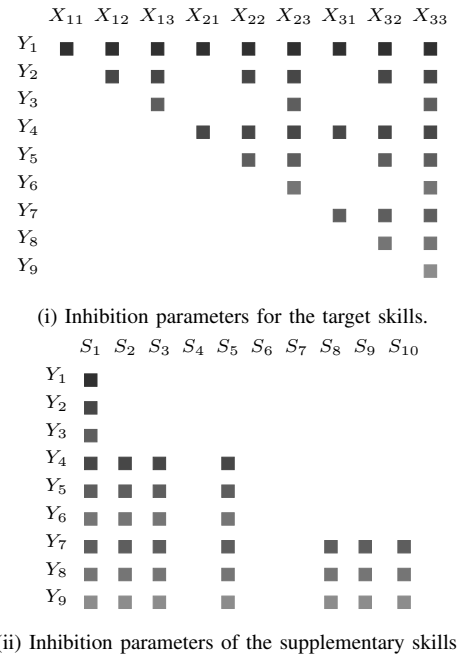 X11 X12 X13 X21 X22 X23 X31 X32 X33
Y1
Y2
Y3
Y4
Y5
Y6
Y7
Y8
Y9
(i) Inhibition parameters for the target skills.
S1 S2 S3 S4 S5 S6 S7 S8 S9 S10
Y1
Y2
Y3
Y4
Y5
Y6
Y7
Y8
Y9
(ii) Inhibition parameters of the supplementary skills